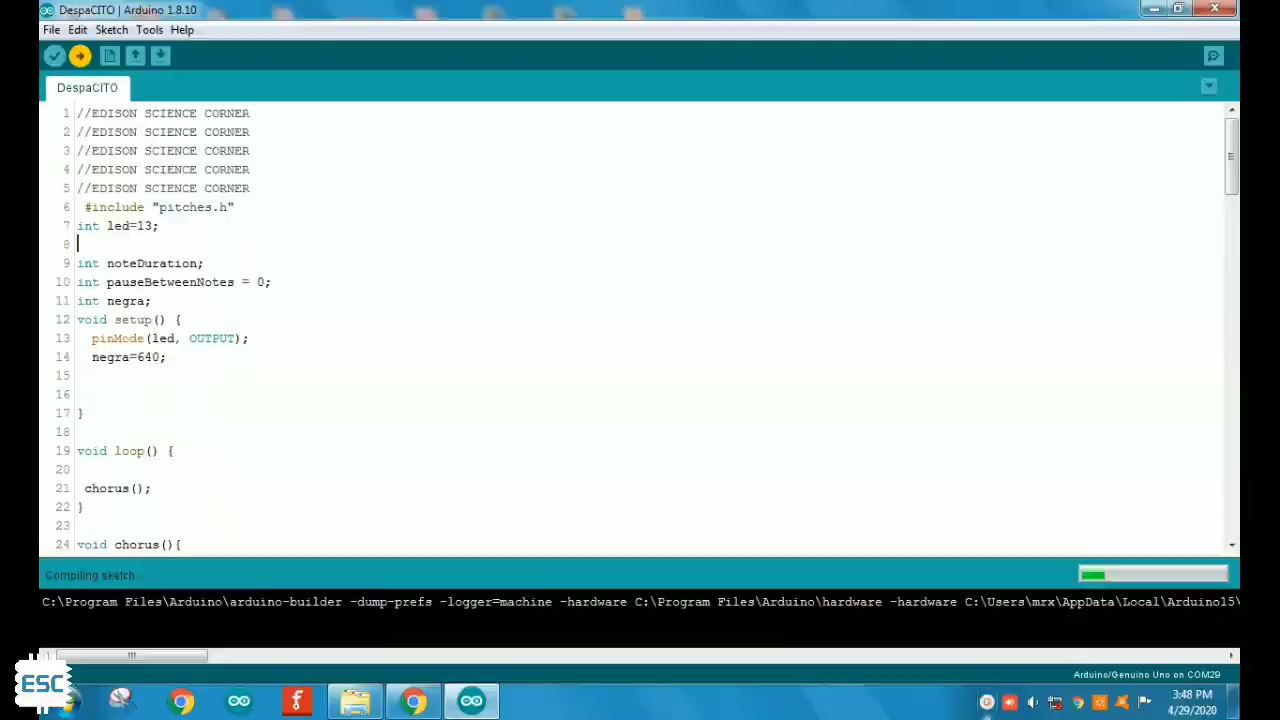 DespaCITO | Arduino 1.8.10
File Edit Sketch Tools Help
DespaCITO
1 //EDISON SCIENCE CORNER
2 //EDISON SCIENCE CORNER
3 //EDISON SCIENCE CORNER
4 //EDISON SCIENCE CORNER
5 //EDISON SCIENCE CORNER
6 #include "pitches.h"
7 int led=13;
8
9 int noteDuration;
10 int pauseBetweenNotes = 0;
11 int negra;
12 void setup() {
13 pinMode(led, OUTPUT);
14 negra=640;
15
16
17 }
18
19 void loop() {
20
21 chorus();
22 }
23
24 void chorus(){
Compiling sketch...
C:\Program Files\Arduino\arduino-builder -dump-prefs -logger=machine -hardware C:\Program Files\Arduino\hardware -hardware C:\Users\mrx\AppData\Local\Arduino15\
1
Arduino/Genuino Uno on COM29
ESC
3:48 PM
4/29/2020